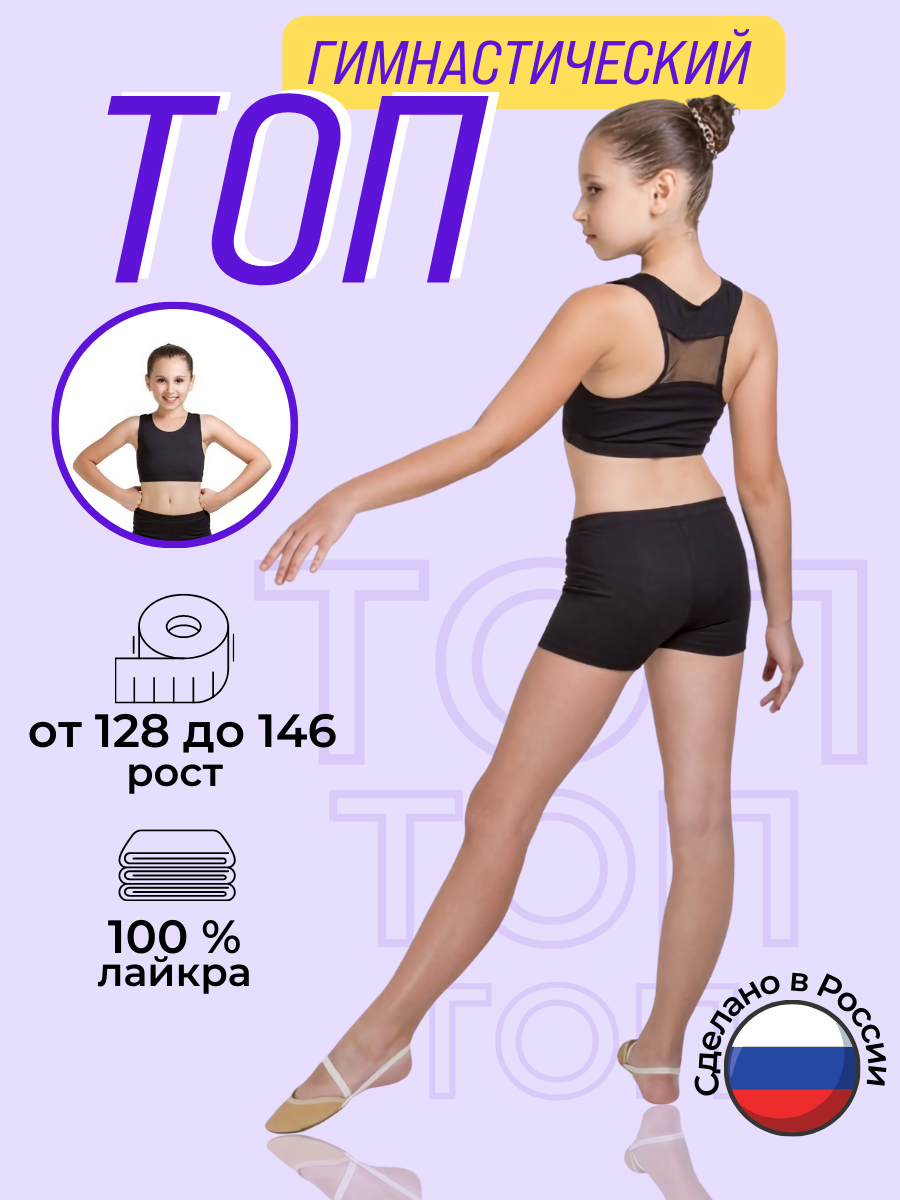 ГИМНАСТИЧЕСКИЙ
ТОП
от 128 до 146
рост
100 %
лайкра
ТОП
ТОП
ТОП
Сделано в России